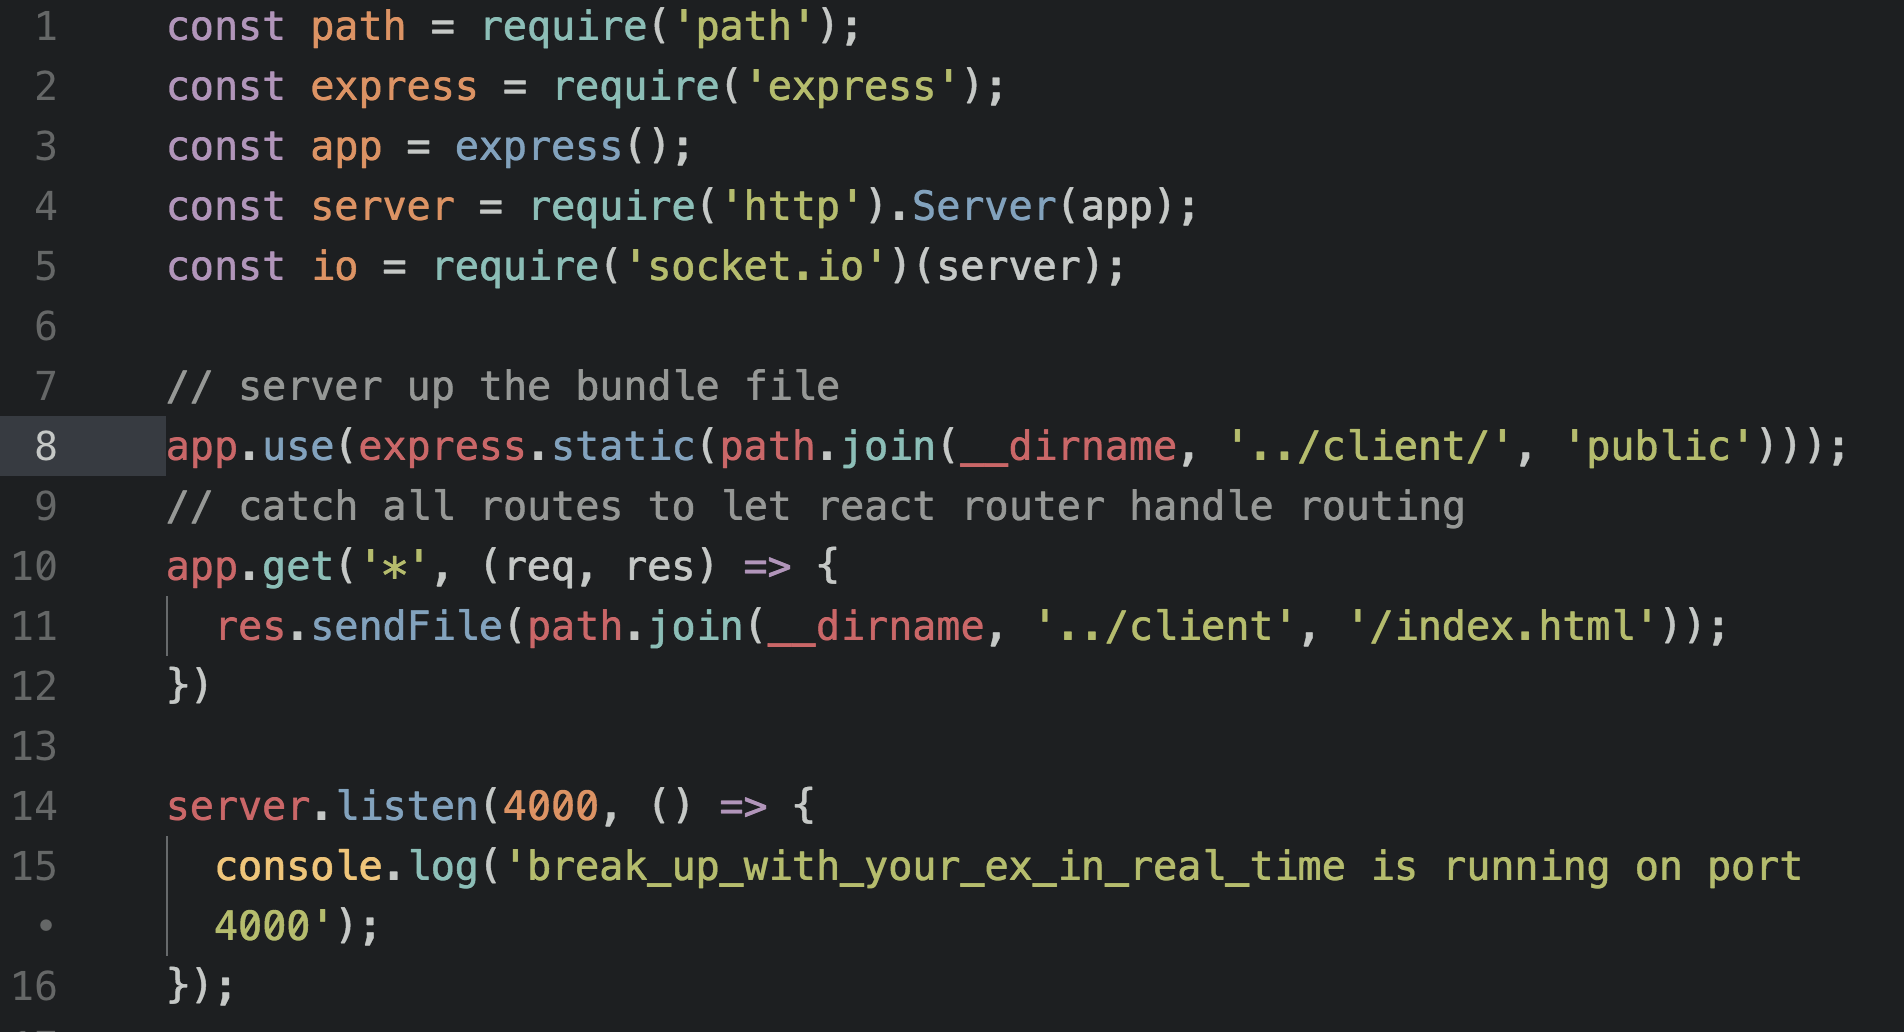 1 const path = require('path');
2 const express = require('express');
3 const app = express();
4 const server = require('http').Server(app);
5 const io = require('socket.io')(server);
6
7 // server up the bundle file
8 app.use(express.static(path.join(__dirname, '../client/', 'public')));
9 // catch all routes to let react router handle routing
10 app.get('*', (req, res) => {
11 res.sendFile(path.join(__dirname, '../client', '/index.html'));
12 })
13
14 server.listen(4000, () => {
15 console.log('break_up_with_your_ex_in_real_time is running on port
• 4000');
16 });